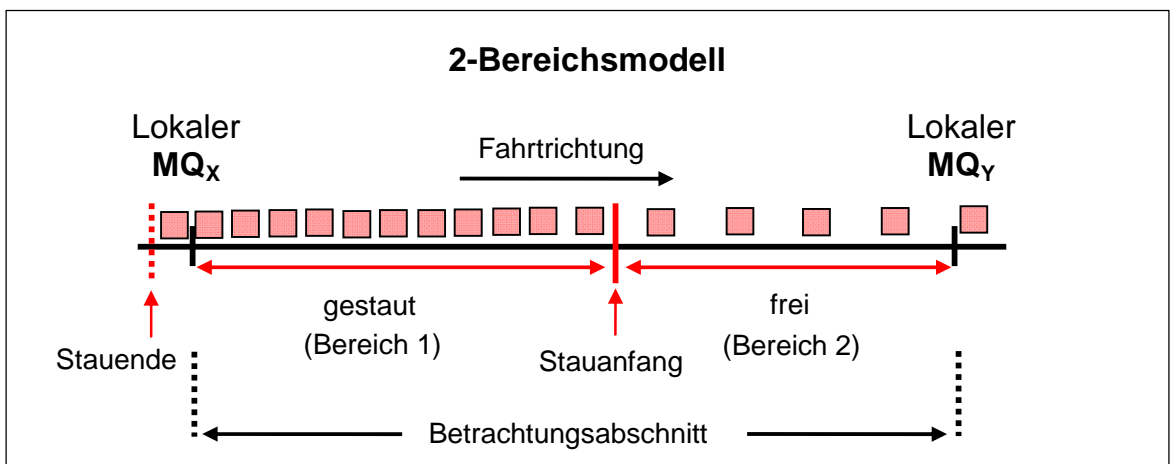 2-Bereichsmodell
Lokaler
MQX
Fahrtrichtung
Lokaler
MQY
gestaut
(Bereich 1)
frei
(Bereich 2)
Stauende
Stauanfang
Betrachtungsabschnitt